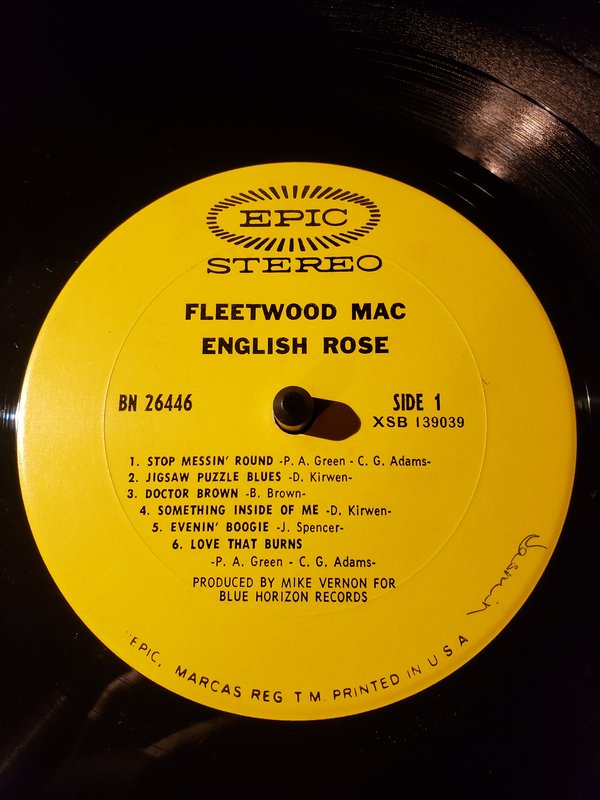 EPIC
STEREO
FLEETWOOD MAC
ENGLISH ROSE
BN 26446
SIDE 1
XSB 139039
1. STOP MESSIN' ROUND -P. A. Green - C. G. Adams-
2. JIGSAW PUZZLE BLUES -D. Kirwen-
3. DOCTOR BROWN -B. Brown-
4. SOMETHING INSIDE OF ME -D. Kirwen-
5. EVENIN' BOOGIE -J. Spencer-
6. LOVE THAT BURNS
-P. A. Green - C. G. Adams-
PRODUCED BY MIKE VERNON FOR
BLUE HORIZON RECORDS
Jasmin
"EPIC, MARCAS REG T M. PRINTED IN U S A